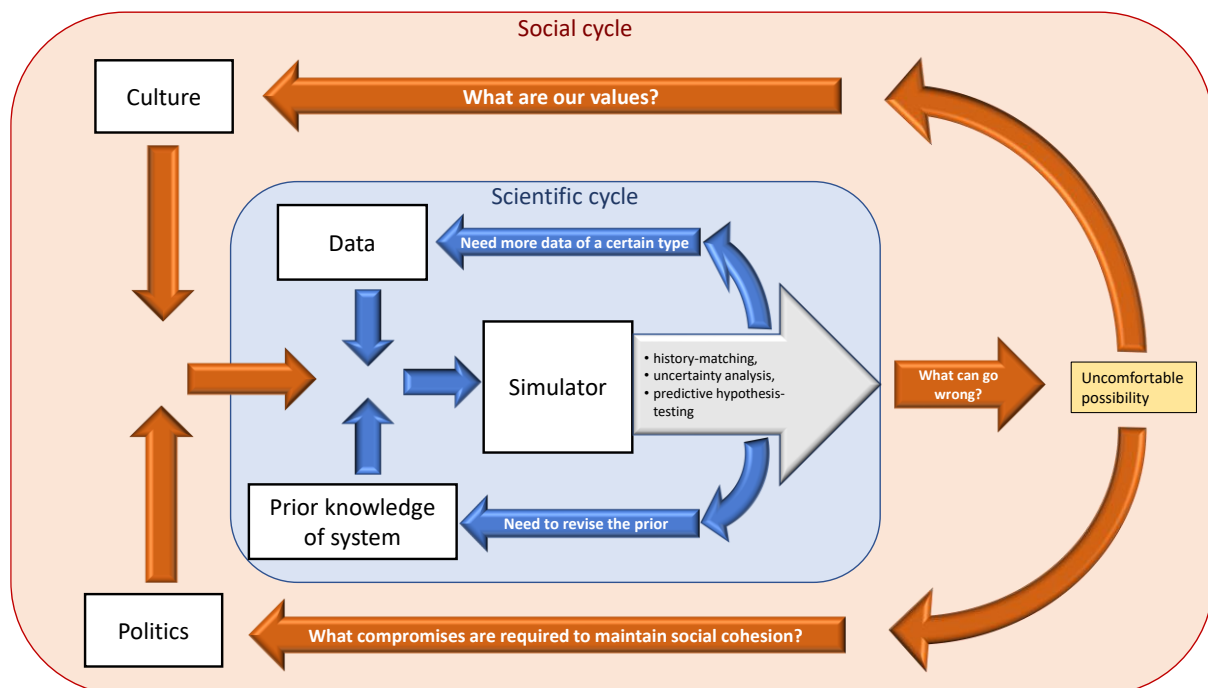 Social cycle
Culture
What are our values?
Scientific cycle
Data
Need more data of a certain type
Simulator
• history-matching,
• uncertainty analysis,
• predictive hypothesis-
testing
What can go
wrong?
Uncomfortable
possibility
Prior knowledge
of system
Need to revise the prior
Politics
What compromises are required to maintain social cohesion?